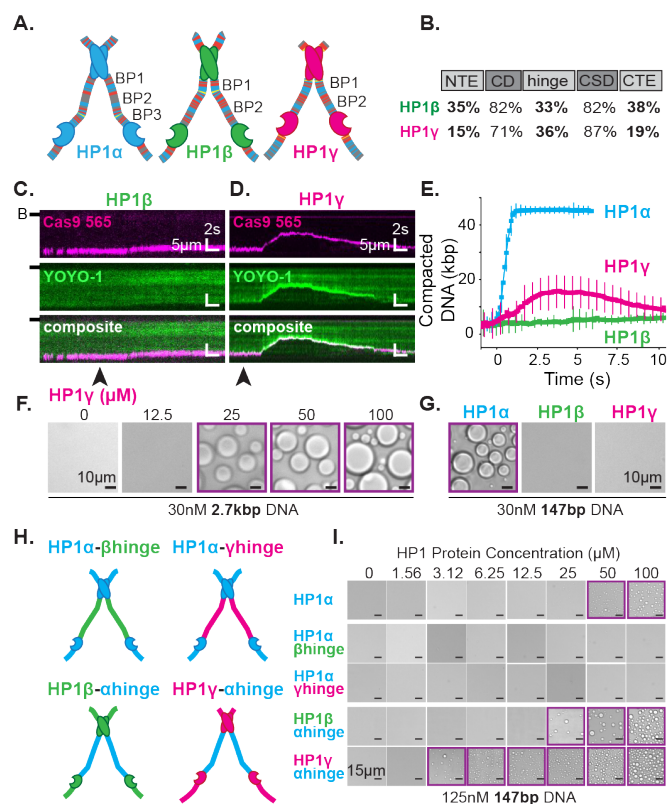 A.
BP1
BP2
BP3
HP1α
BP1
BP2
HP1β
BP1
BP2
HP1γ
B.
NTE CD hinge CSD CTE
HP1β 35% 82% 33% 82% 38%
HP1γ 15% 71% 36% 87% 19%
C. HP1β
B
Cas9 565
2s
5μm
YOYO-1
composite
D. HP1γ
Cas9 565
2s
5μm
YOYO-1
composite
E.
Compacted
DNA (kbp)
40
20
0
HP1α
HP1γ
HP1β
2.5 5 7.5 10
Time (s)
F.
HP1γ (μM)
0 12.5 25 50 100
10μm
30nM 2.7kbp DNA
G.
HP1α HP1β HP1γ
10μm
30nM 147bp DNA
H.
HP1α-βhinge HP1α-γhinge
HP1β-αhinge HP1γ-αhinge
I.
HP1 Protein Concentration (μM)
0 1.56 3.12 6.25 12.5 25 50 100
HP1α
HP1α
βhinge
HP1α
γhinge
HP1β
αhinge
HP1γ
αhinge
15μm
125nM 147bp DNA